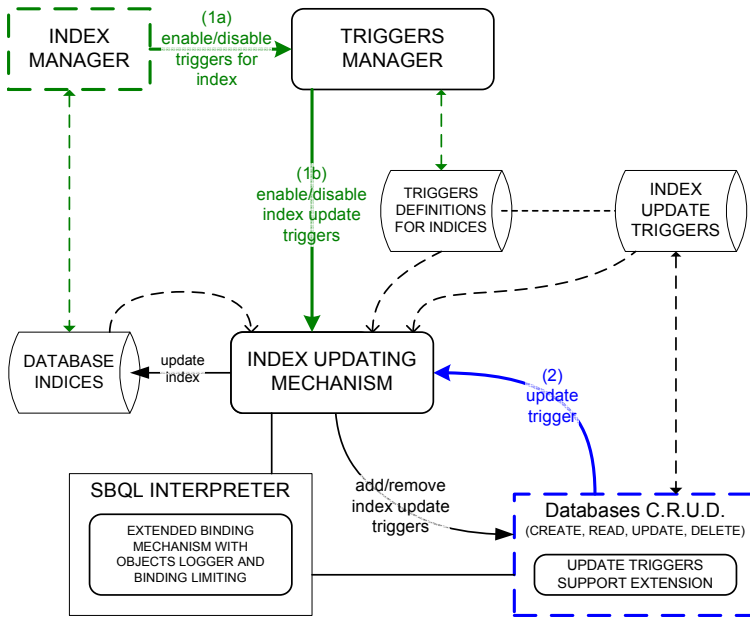 INDEX
MANAGER
(1a)
enable/disable
triggers for
index
TRIGGERS
MANAGER
(1b)
enable/disable
index update
triggers
TRIGGERS
DEFINITIONS
FOR INDICES
INDEX
UPDATE
TRIGGERS
DATABASE
INDICES
update
index
INDEX UPDATING
MECHANISM
(2)
update
trigger
SBQL INTERPRETER
EXTENDED BINDING
MECHANISM WITH
OBJECTS LOGGER AND
BINDING LIMITING
add/remove
index update
triggers
Databases C.R.U.D.
(CREATE, READ, UPDATE, DELETE)
UPDATE TRIGGERS
SUPPORT EXTENSION